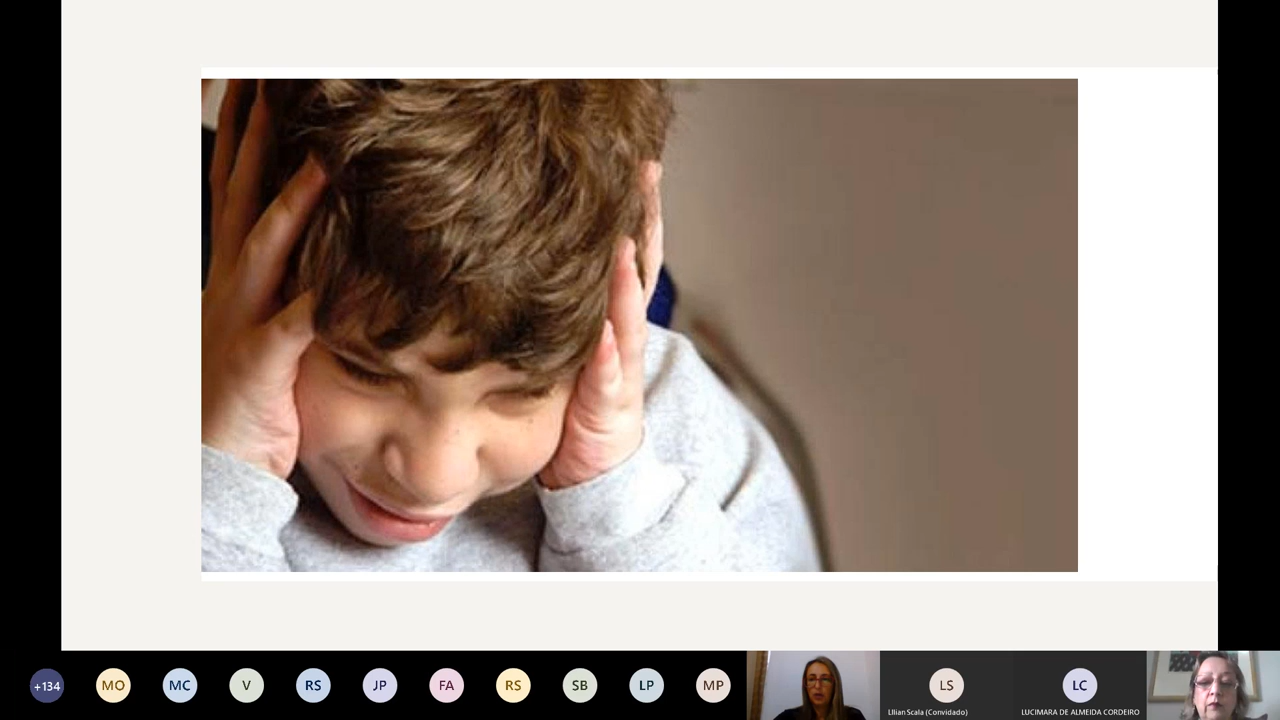 +134 MO MC V RS JP FA RS SB LP MP LS LC
LIlian Scala (Convidado) LUCIMARA DE ALMEIDA CORDEIRO